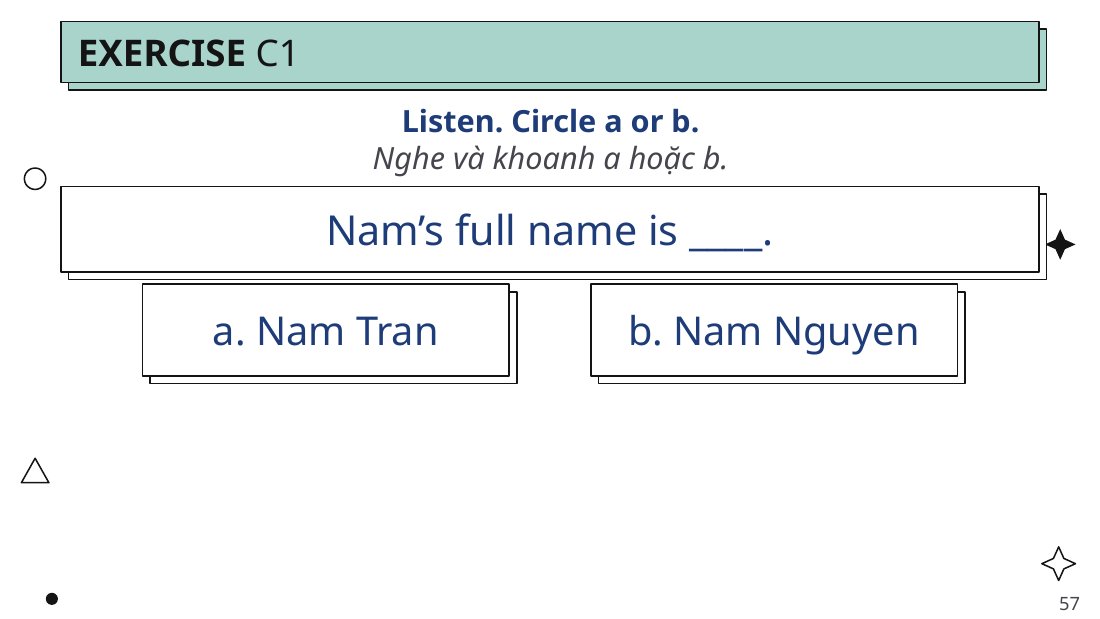 EXERCISE C1
Listen. Circle a or b.
Nghe và khoanh a hoặc b.
Nam’s full name is ____.
a. Nam Tran
b. Nam Nguyen
57